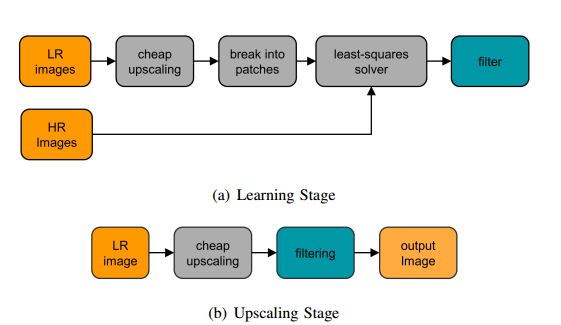 LR
images
cheap
upscaling
break into
patches
least-squares
solver
filter
HR
Images
(a) Learning Stage
LR
image
cheap
upscaling
filtering
output
Image
(b) Upscaling Stage